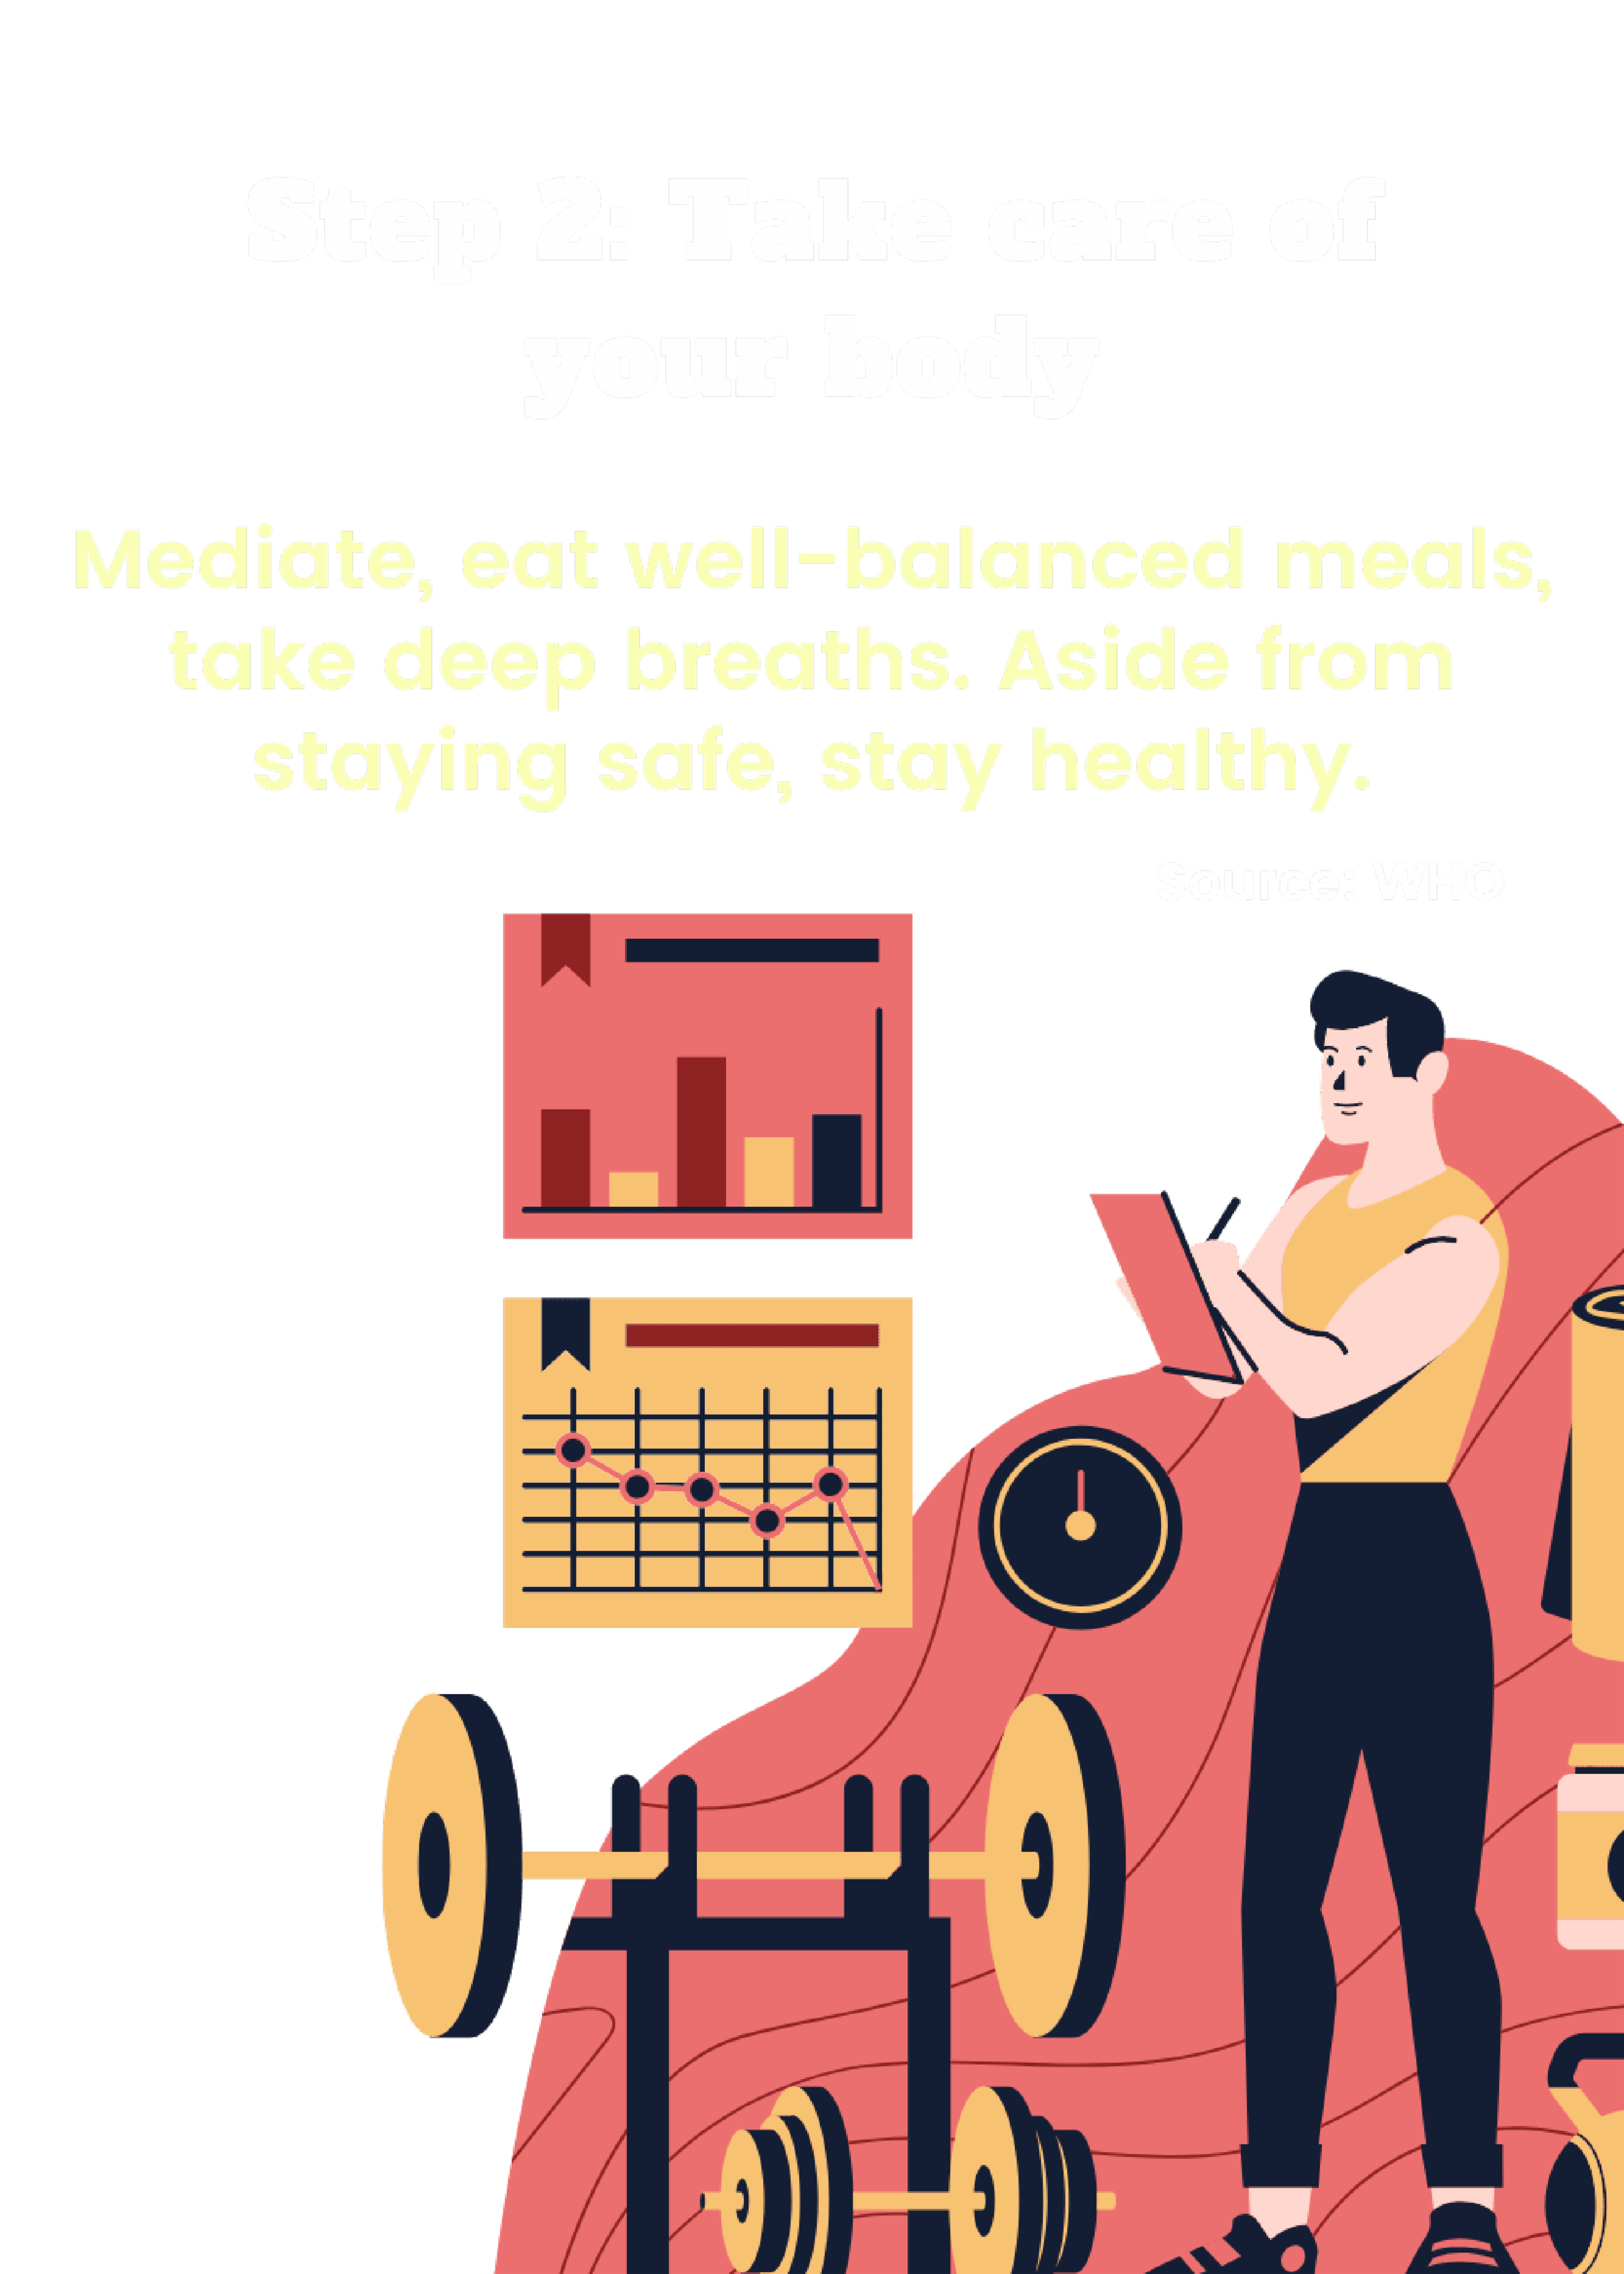 Step 2: Take care of
your body
Mediate, eat well-balanced meals,
take deep breaths. Aside from
staying safe, stay healthy.
Source: WHO